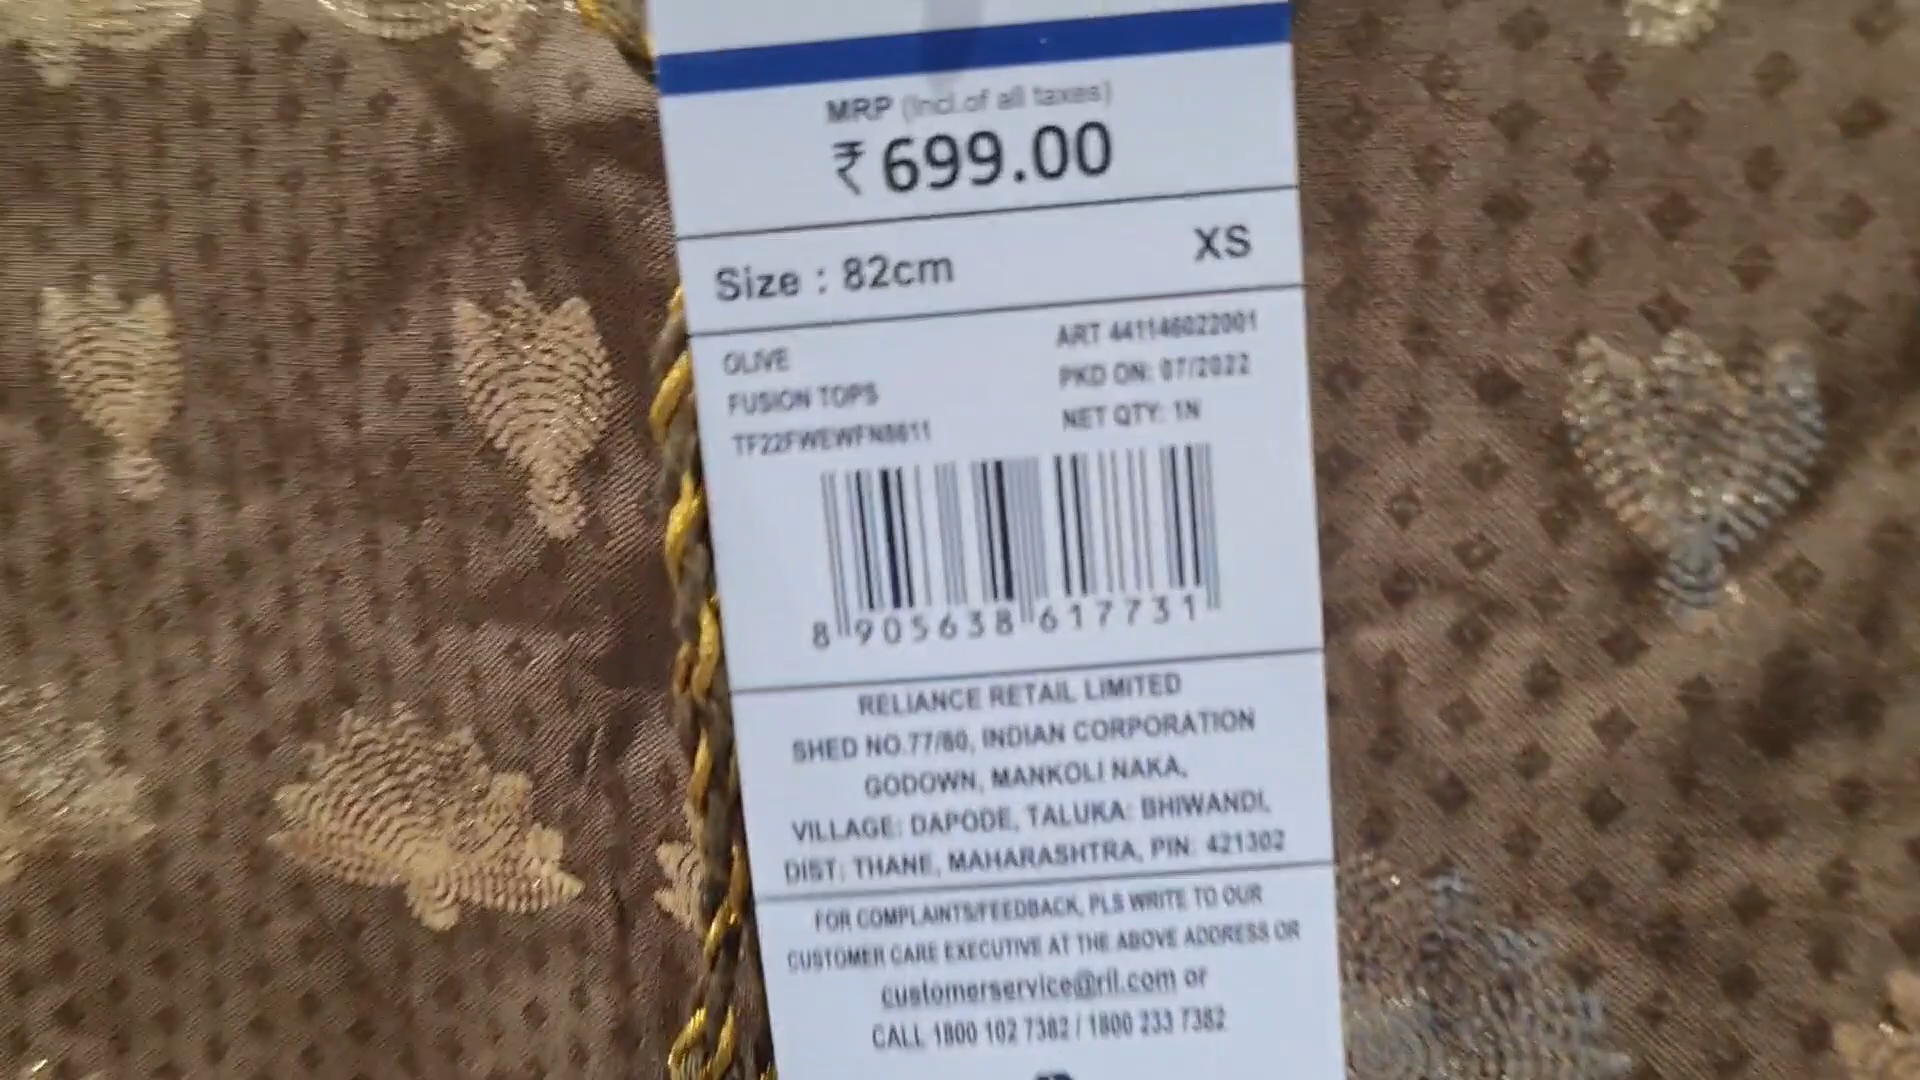 MRP (Incl.of all taxes)
₹ 699.00
Size : 82cm XS
OLIVE
FUSION TOPS
TF22FWEWFN8611
ART 441146022001
PKD ON: 07/2022
NET QTY: 1N
8 905638 617731
RELIANCE RETAIL LIMITED
SHED NO.77/80, INDIAN CORPORATION
GODOWN, MANKOLI NAKA,
VILLAGE: DAPODE, TALUKA: BHIWANDI,
DIST: THANE, MAHARASHTRA, PIN: 421302
FOR COMPLAINTS/FEEDBACK, PLS WRITE TO OUR
CUSTOMER CARE EXECUTIVE AT THE ABOVE ADDRESS OR
customerservice@ril.com or
CALL 1800 102 7382 / 1800 233 7382